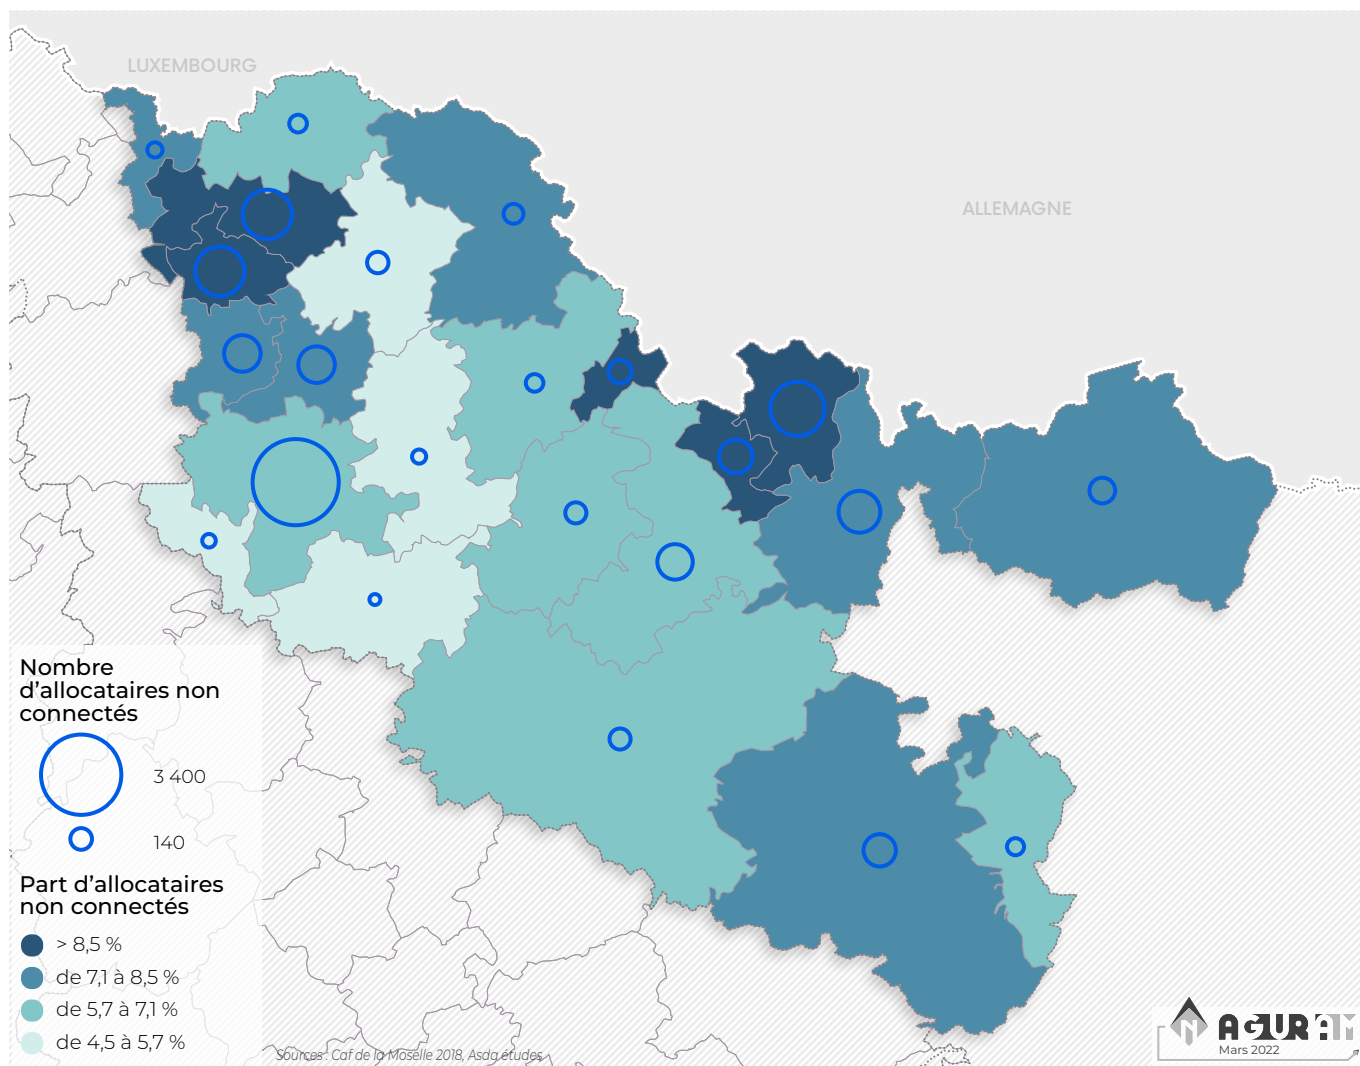 LUXEMBOURG
ALLEMAGNE
Nombre
d’allocataires non
connectés
3 400
140
Part d’allocataires
non connectés
> 8,5 %
de 7,1 à 8,5 %
de 5,7 à 7,1 %
de 4,5 à 5,7 %
Sources : Caf de la Moselle 2018, Asdq études
N AGURAM
Mars 2022